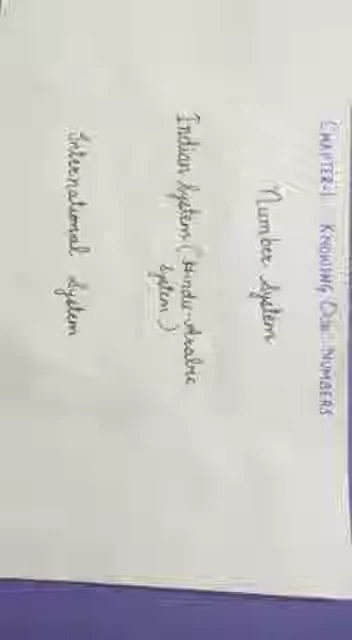 CHAPTER-1 KNOWING OUR NUMBERS
Number System
Indian System (Hindu-Arabic
System)
International System